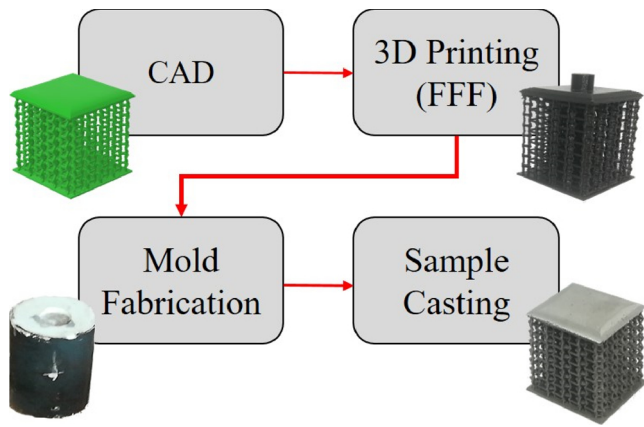 CAD
3D Printing
(FFF)
Mold
Fabrication
Sample
Casting